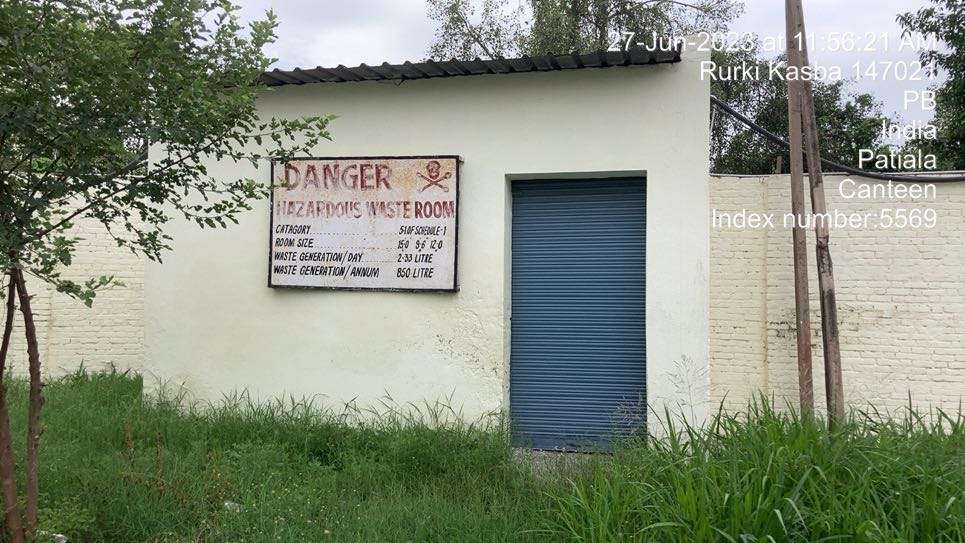 27-Jun-2023 at 11:56:21 AM
Rurki Kasba 147021
PB
India
Patiala
Canteen
Index number:5569
DANGER
HAZARDOUS WASTE ROOM
CATAGORY.................... 5·1 OF SCHEDULE-1
ROOM SIZE.................... 15·0 9·6 12·0
WASTE GENERATION/DAY........ 2·33 LITRE
WASTE GENERATION/ANNUM 850 LITRE